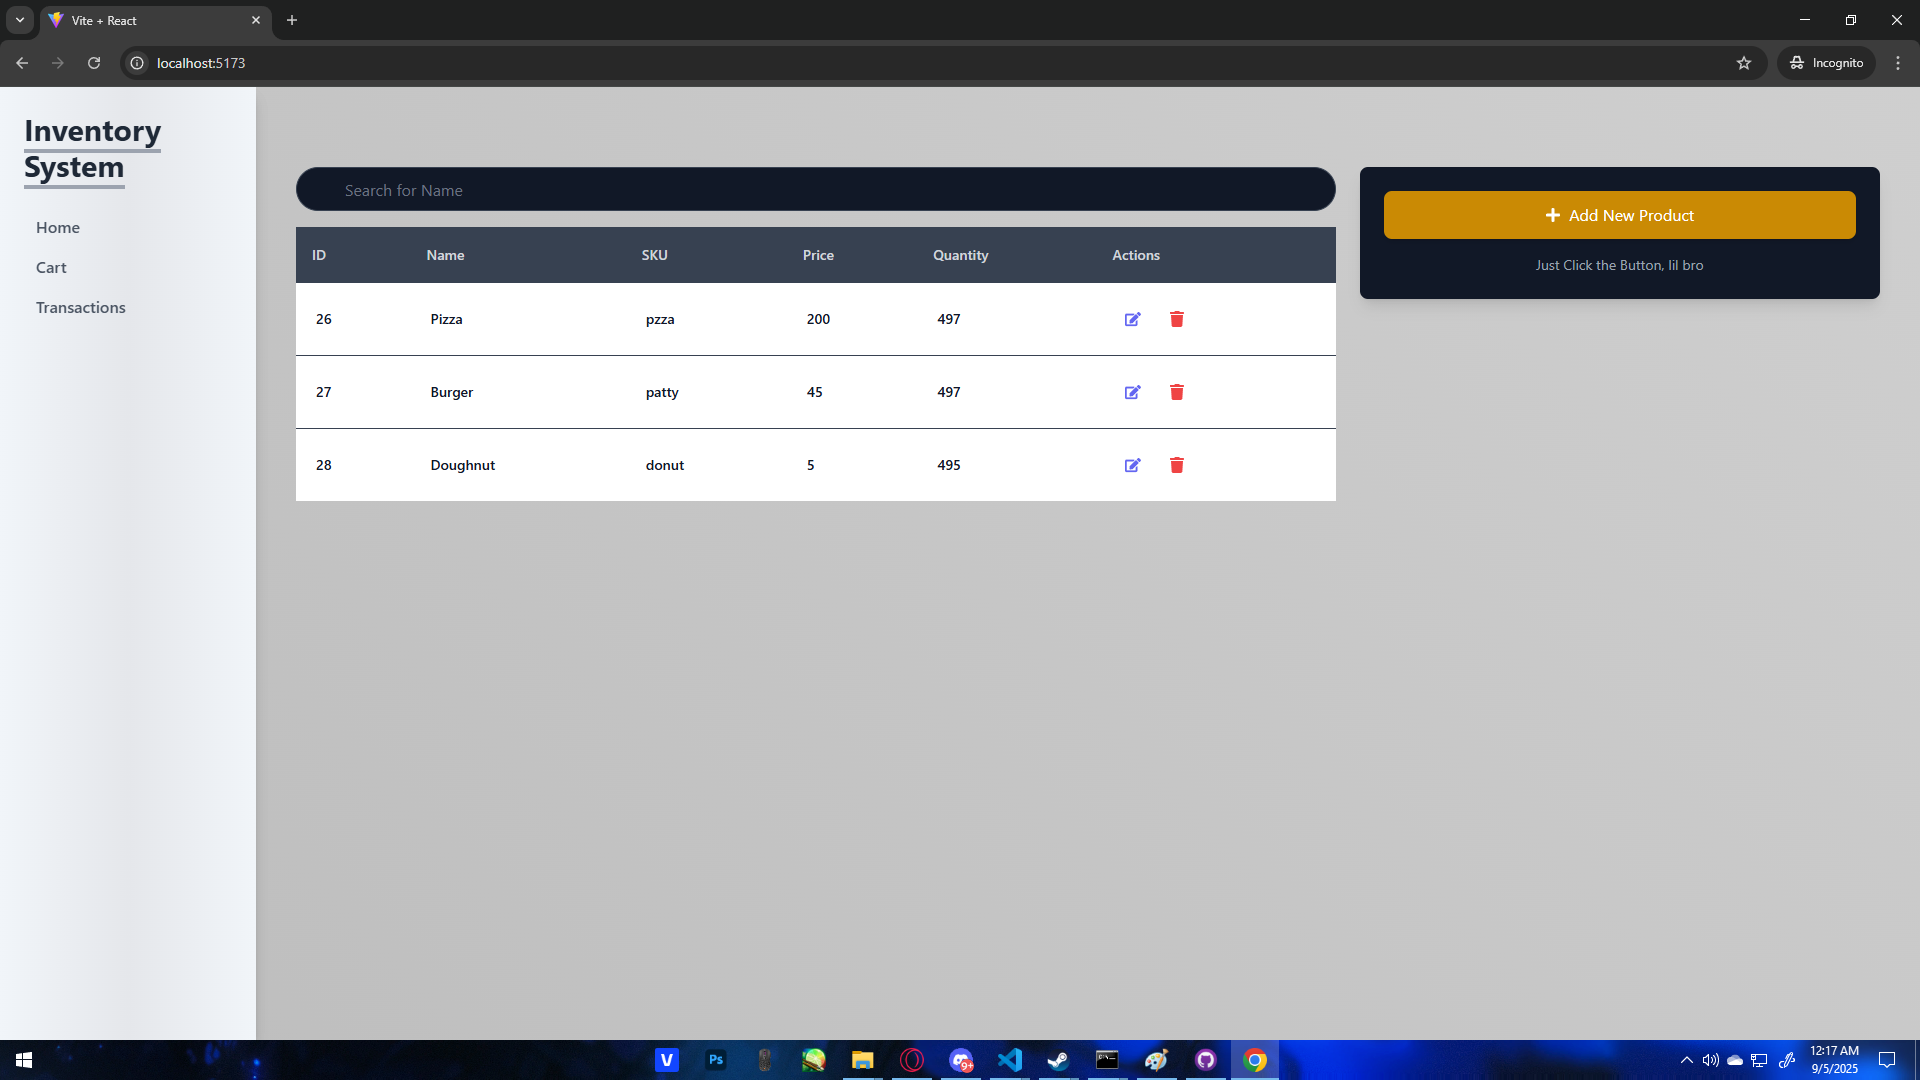 Vite + React
localhost:5173
Incognito
Inventory
System
Home
Cart
Transactions
Search for Name
ID Name SKU Price Quantity Actions
26 Pizza pzza 200 497
27 Burger patty 45 497
28 Doughnut donut 5 495
Add New Product
Just Click the Button, lil bro
V
Ps
9+
12:17 AM
9/5/2025